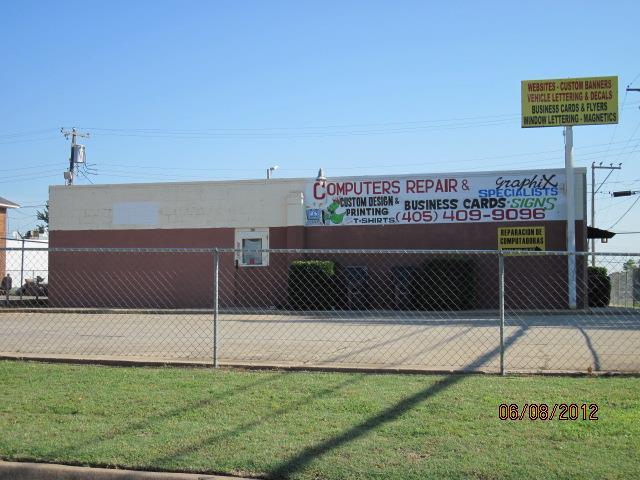 WEBSITES - CUSTOM BANNERS
VEHICLE LETTERING & DECALS
BUSINESS CARDS & FLYERS
WINDOW LETTERING - MAGNETICS
COMPUTERS REPAIR & GraphiX
SPECIALISTS
CUSTOM DESIGN &
PRINTING
T-SHIRTS
BUSINESS CARDS-SIGNS
(405) 409-9096
REPARACION DE
COMPUTADORAS
06/08/2012